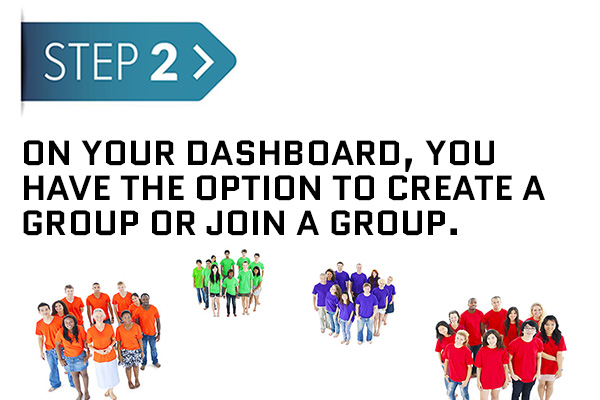 STEP 2 >
ON YOUR DASHBOARD, YOU
HAVE THE OPTION TO CREATE A
GROUP OR JOIN A GROUP.